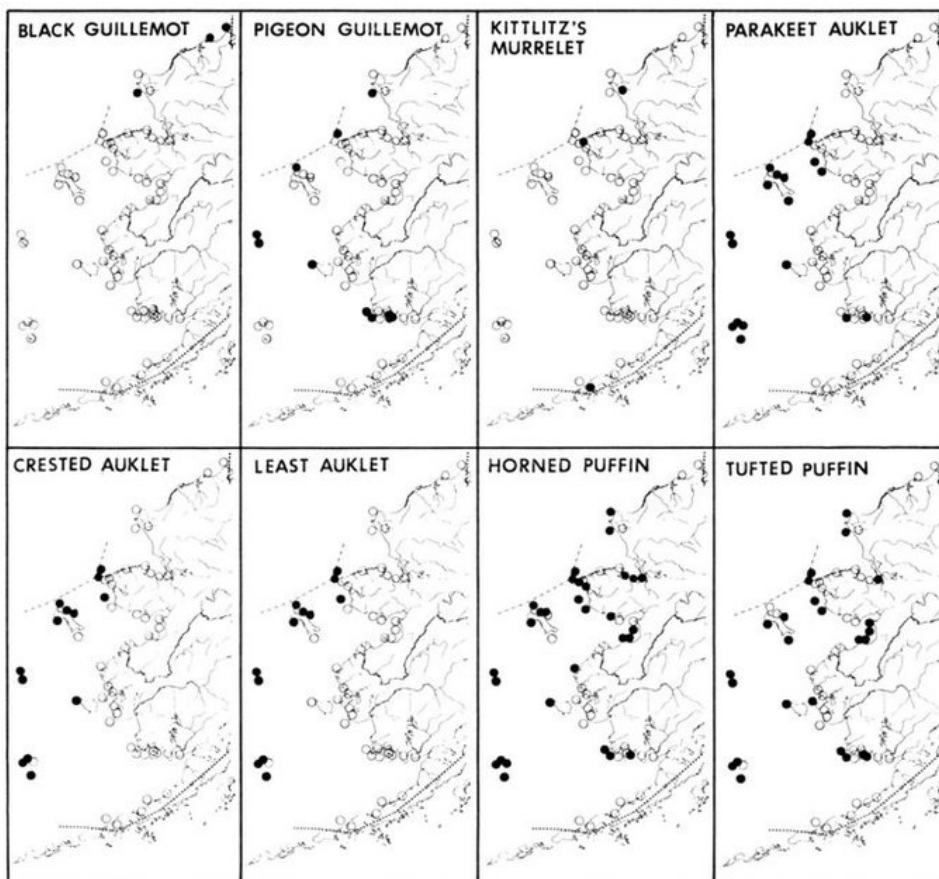 BLACK GUILLEMOT
PIGEON GUILLEMOT
KITTLITZ'S
MURRELET
PARAKEET AUKLET
CRESTED AUKLET
LEAST AUKLET
HORNED PUFFIN
TUFTED PUFFIN